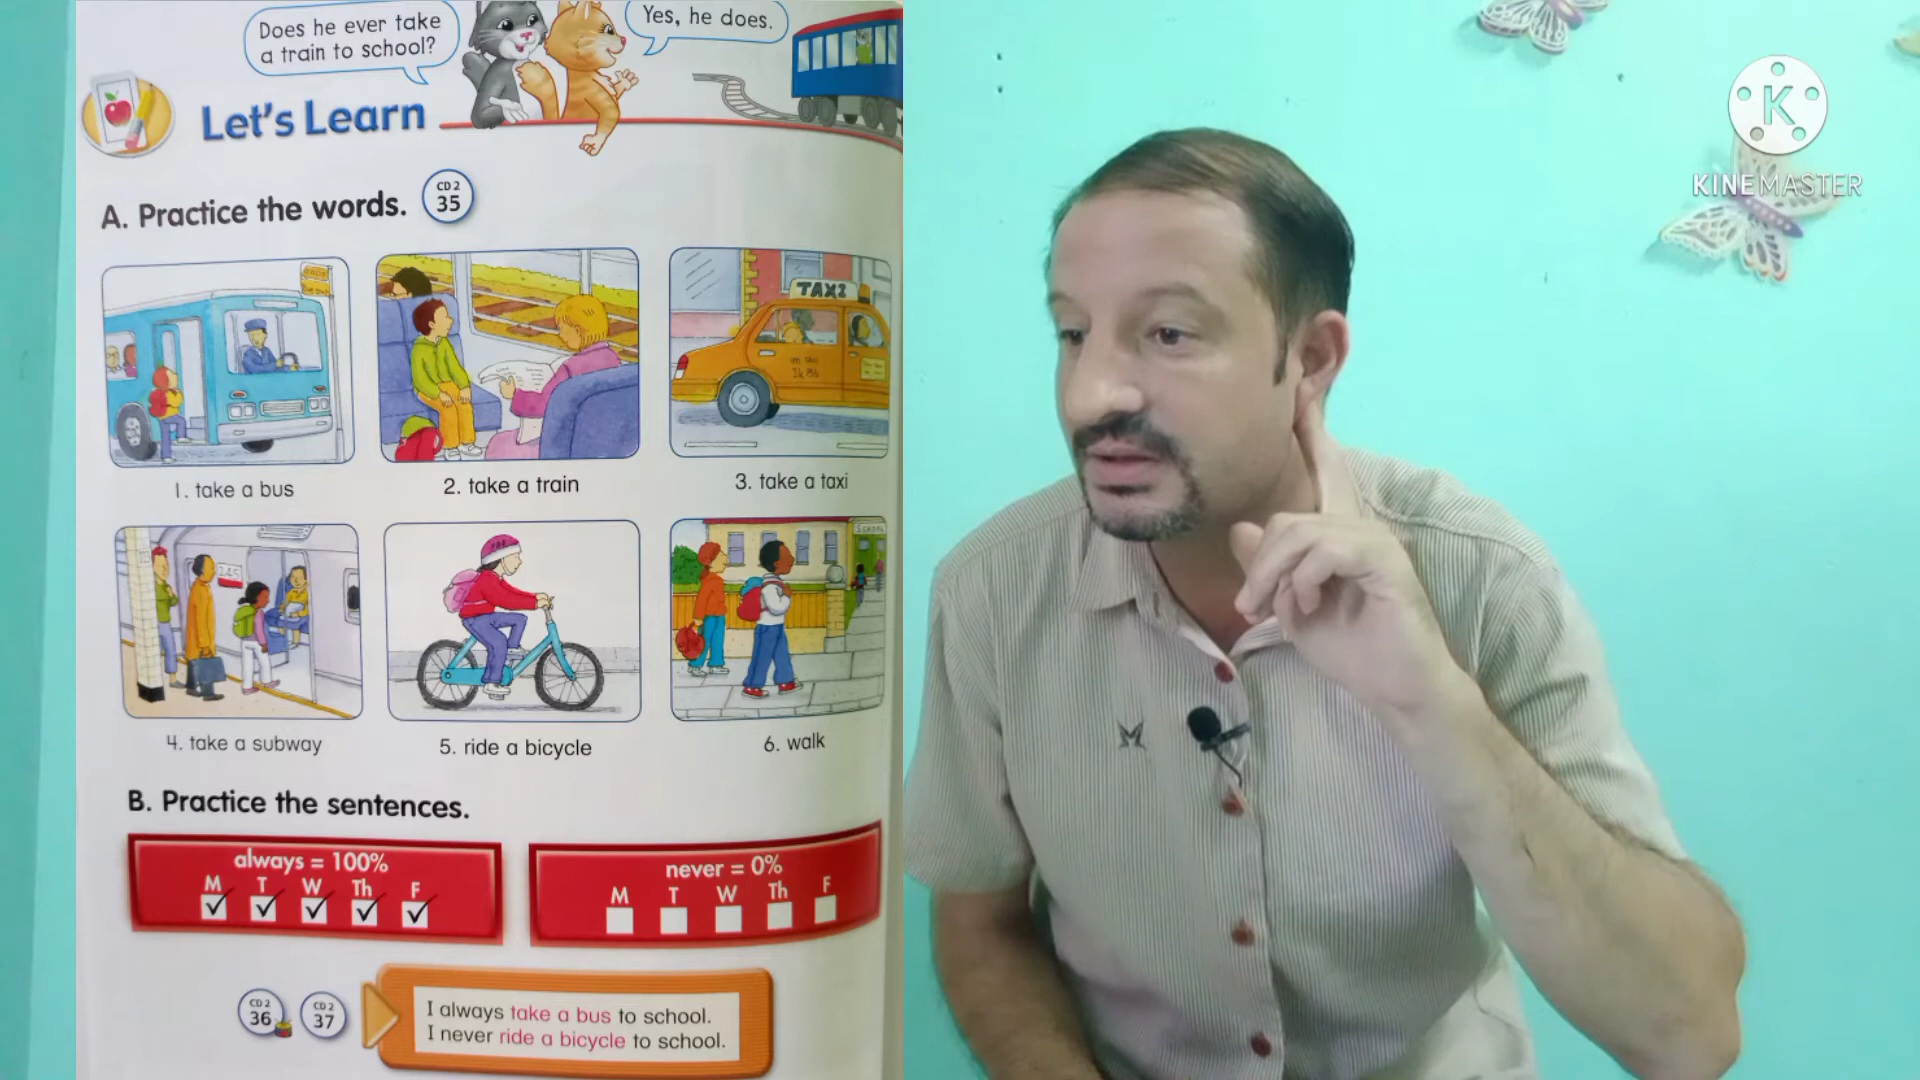 Does he ever take
a train to school?
Yes, he does.
Let's Learn
A. Practice the words.
CD 2
35
TAXI
1. take a bus
2. take a train
3. take a taxi
SCHOOL
4. take a subway
5. ride a bicycle
6. walk
B. Practice the sentences.
always = 100%
M T W Th F
never = 0%
M T W Th F
CD 2
36
CD 2
37
I always take a bus to school.
I never ride a bicycle to school.
K
KINEMASTER